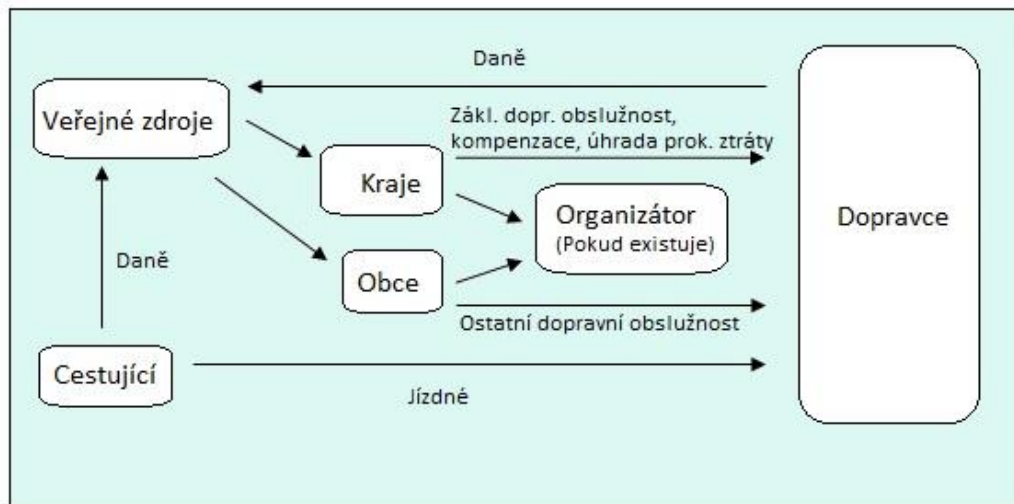 Daně
Veřejné zdroje
Zákl. dopr. obslužnost,
kompenzace, úhrada prok. ztráty
Kraje
Organizátor
(Pokud existuje)
Dopravce
Daně
Obce
Ostatní dopravní obslužnost
Cestující
Jízdné